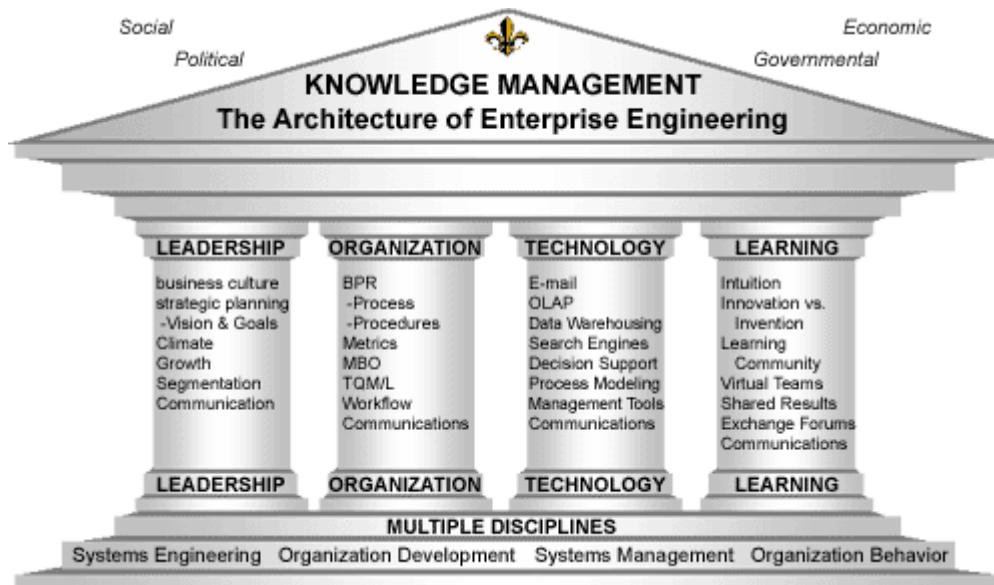 Social
Economic
Political
Governmental
KNOWLEDGE MANAGEMENT
The Architecture of Enterprise Engineering
LEADERSHIP
business culture
strategic planning
-Vision & Goals
Climate
Growth
Segmentation
Communication
LEADERSHIP
ORGANIZATION
BPR
-Process
-Procedures
Metrics
MBO
TQM/L
Workflow
Communications
ORGANIZATION
TECHNOLOGY
E-mail
OLAP
Data Warehousing
Search Engines
Decision Support
Process Modeling
Management Tools
Communications
TECHNOLOGY
LEARNING
Intuition
Innovation vs.
Invention
Learning
Community
Virtual Teams
Shared Results
Exchange Forums
Communications
LEARNING
MULTIPLE DISCIPLINES
Systems Engineering Organization Development Systems Management Organization Behavior